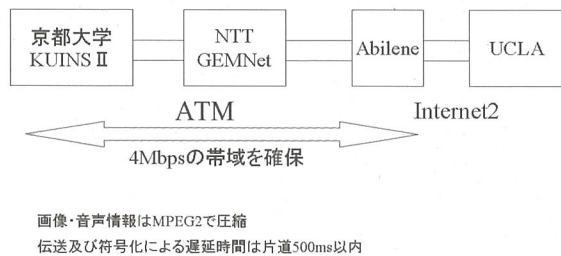 京都大学
KUINS Ⅱ
NTT
GEMNet
Abilene
UCLA
ATM
Internet2
4Mbpsの帯域を確保
画像・音声情報はMPEG2で圧縮
伝送及び符号化による遅延時間は片道500ms以内